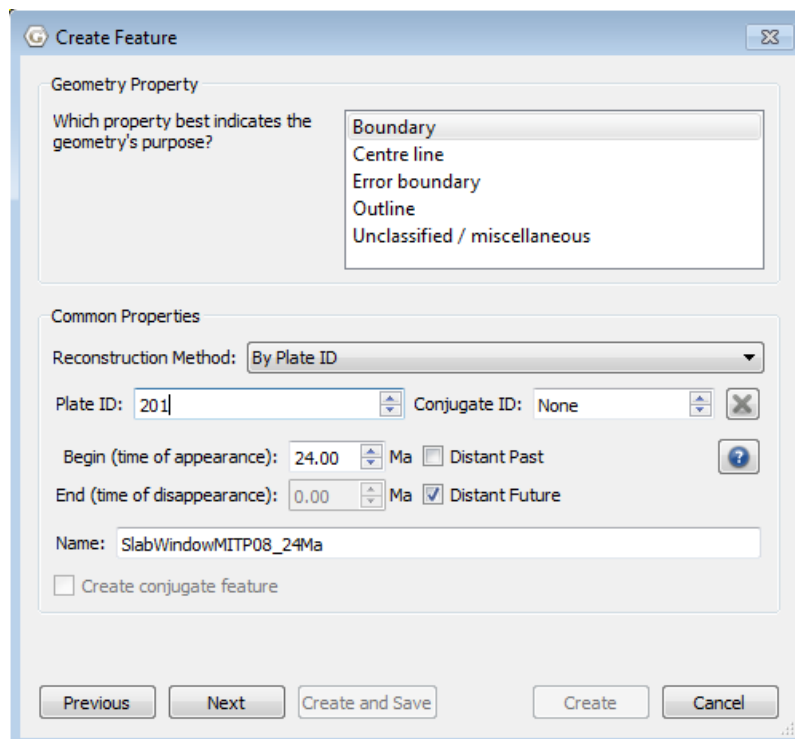 Create Feature
Geometry Property
Which property best indicates the
geometry's purpose?
Boundary
Centre line
Error boundary
Outline
Unclassified / miscellaneous
Common Properties
Reconstruction Method: By Plate ID
Plate ID: 201 Conjugate ID: None
Begin (time of appearance): 24.00 Ma Distant Past
End (time of disappearance): 0.00 Ma Distant Future
Name: SlabWindowMITP08_24Ma
Create conjugate feature
Previous Next Create and Save Create Cancel